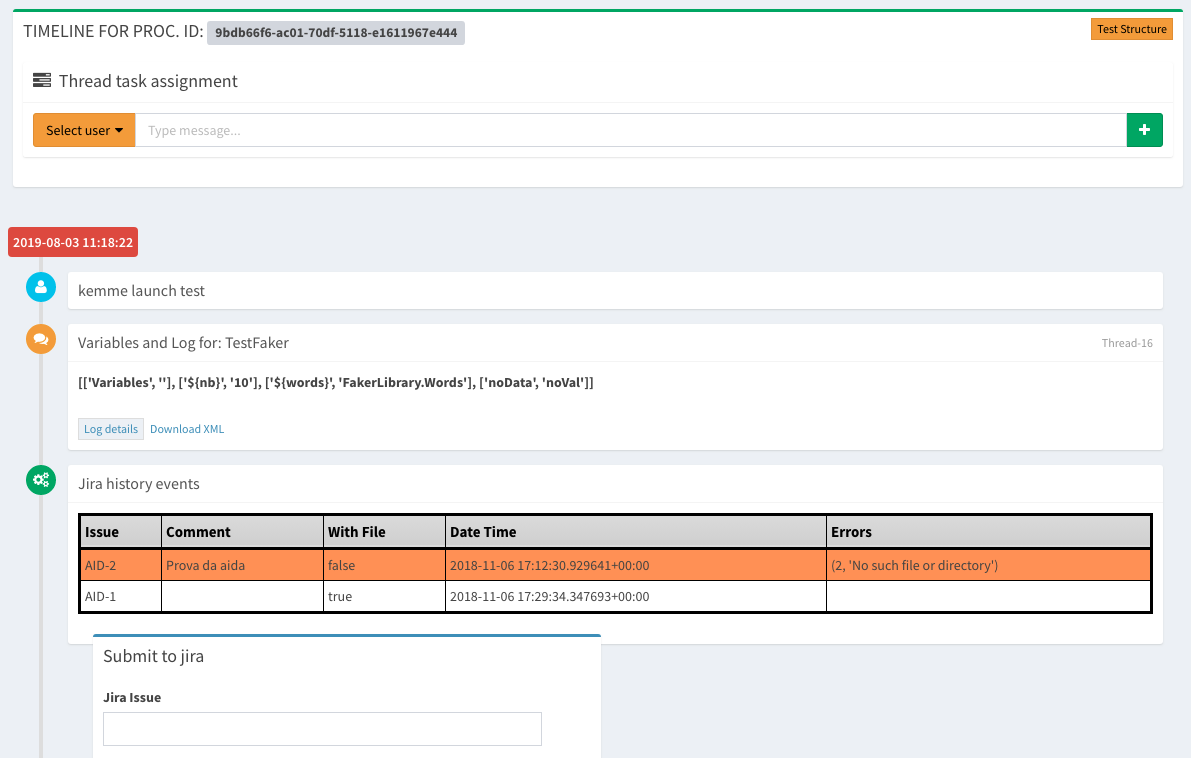 TIMELINE FOR PROC. ID: 9bdb66f6-ac01-70df-5118-e1611967e444
Test Structure
Thread task assignment
Select user Type message...
2019-08-03 11:18:22
kemme launch test
Variables and Log for: TestFaker Thread-16
[['Variables', ''], ['${nb}', '10'], ['${words}', 'FakerLibrary.Words'], ['noData', 'noVal']]
Log details Download XML
Jira history events
Issue Comment With File Date Time Errors
AID-2 Prova da aida false 2018-11-06 17:12:30.929641+00:00 (2, 'No such file or directory')
AID-1 true 2018-11-06 17:29:34.347693+00:00
Submit to jira
Jira Issue